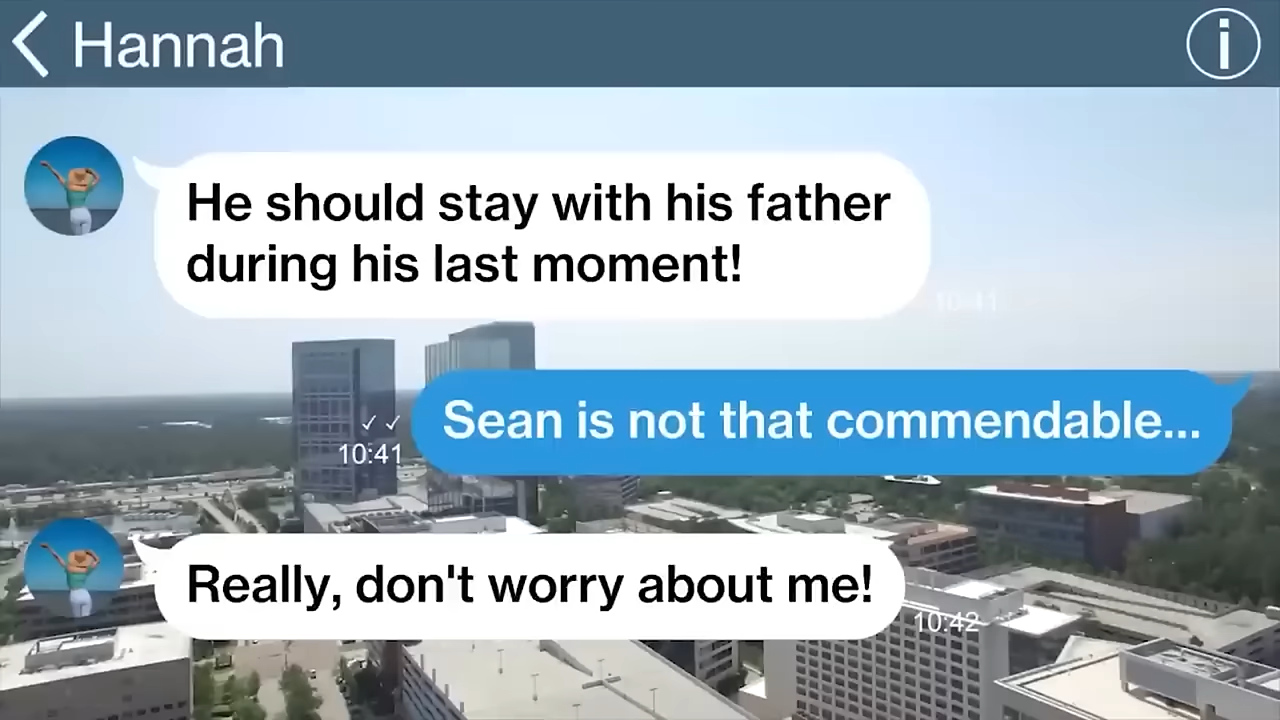 Hannah
He should stay with his father
during his last moment!
10:41
Sean is not that commendable...
10:41
Really, don't worry about me!
10:42